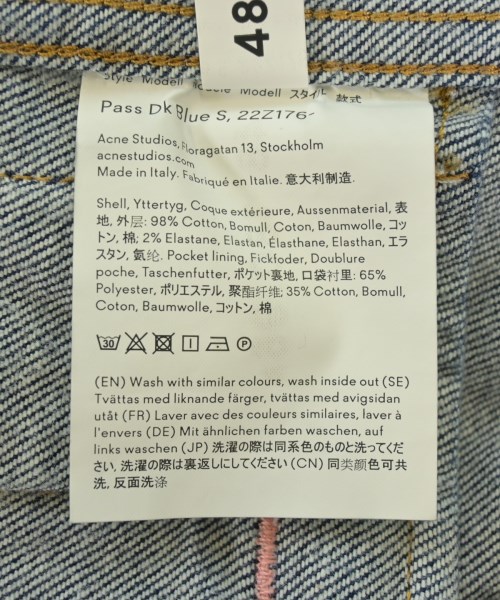 48
Style Modell Modell スタイル 款式
Pass Dk Blue S, 22Z176
Acne Studios, Floragatan 13, Stockholm
acnestudios.com
Made in Italy. Fabriqué en Italie. 意大利制造.
Shell, Yttertyg, Coque extérieure, Aussenmaterial, 表
地, 外层: 98% Cotton, Bomull, Coton, Baumwolle, コッ
トン, 棉; 2% Elastane, Elastan, Élasthane, Elasthan, エラ
スタン, 氨纶. Pocket lining, Fickfoder, Doublure
poche, Taschenfutter, ポケット裏地, 口袋衬里: 65%
Polyester, ポリエステル, 聚酯纤维; 35% Cotton, Bomull,
Coton, Baumwolle, コットン, 棉
30 P
(EN) Wash with similar colours, wash inside out (SE)
Tvättas med liknande färger, tvättas med avigsidan
utåt (FR) Laver avec des couleurs similaires, laver à
l'envers (DE) Mit ähnlichen farben waschen, auf
links waschen (JP) 洗濯の際は同系色のものと洗ってくだ
さい, 洗濯の際は裏返しにしてください (CN) 同类颜色可共
洗, 反面洗涤